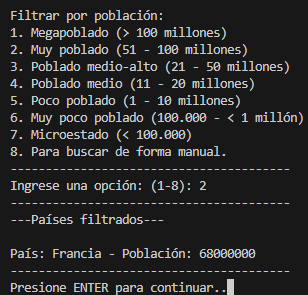 Filtrar por población:
1. Megapoblado (> 100 millones)
2. Muy poblado (51 - 100 millones)
3. Poblado medio-alto (21 - 50 millones)
4. Poblado medio (11 - 20 millones)
5. Poco poblado (1 - 10 millones)
6. Muy poco poblado (100.000 - < 1 millón)
7. Microestado (< 100.000)
8. Para buscar de forma manual.
--------------------------------------
Ingrese una opción: (1-8): 2
--------------------------------------
---Países filtrados---
País: Francia - Población: 68000000
--------------------------------------
Presione ENTER para continuar..